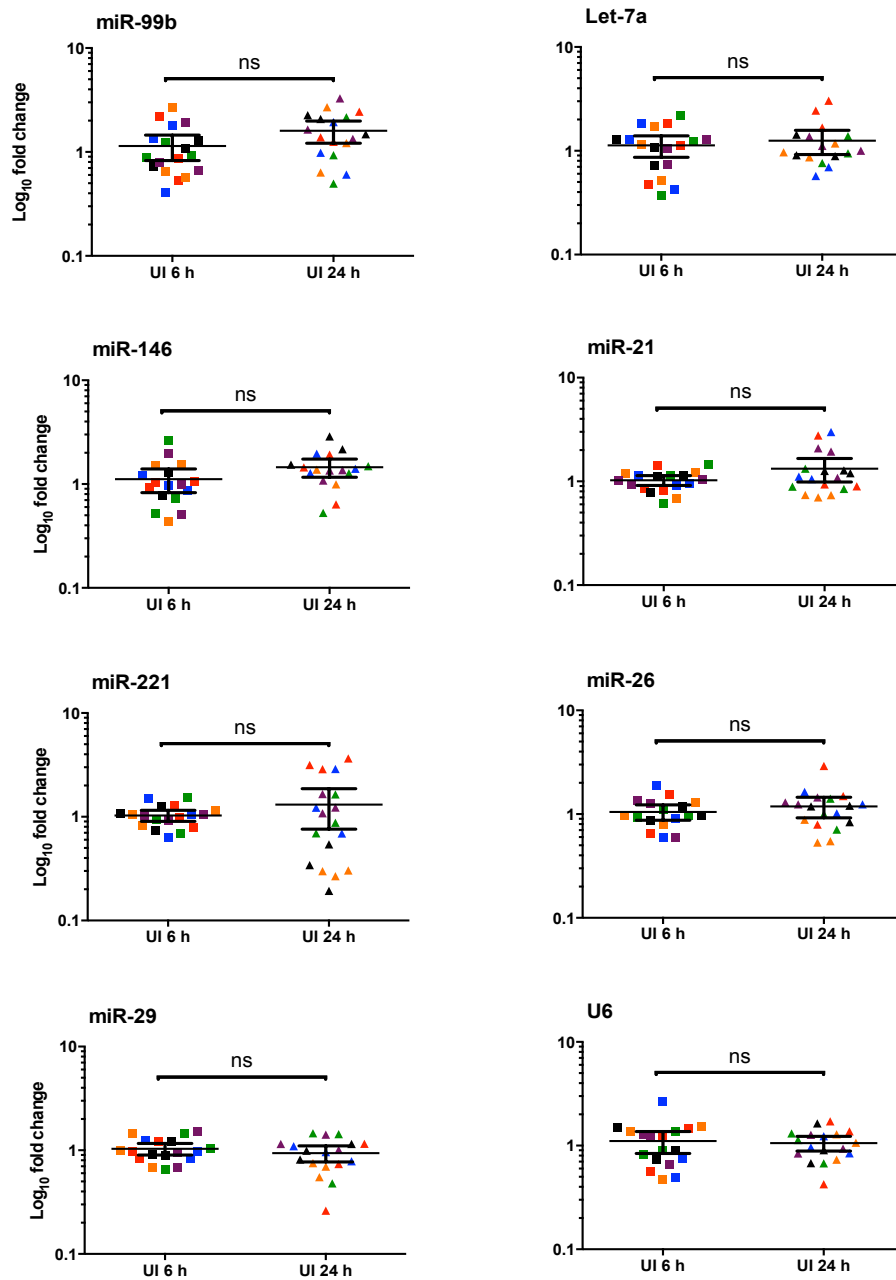 miR-99b
ns
Log10 fold change
10
1
0.1
UI 6 h UI 24 h
Let-7a
ns
10
1
0.1
UI 6 h UI 24 h
miR-146
ns
Log10 fold change
10
1
0.1
UI 6 h UI 24 h
miR-21
ns
10
1
0.1
UI 6 h UI 24 h
miR-221
ns
Log10 fold change
10
1
0.1
UI 6 h UI 24 h
miR-26
ns
10
1
0.1
UI 6 h UI 24 h
miR-29
ns
Log10 fold change
10
1
0.1
UI 6 h UI 24 h
U6
ns
10
1
0.1
UI 6 h UI 24 h